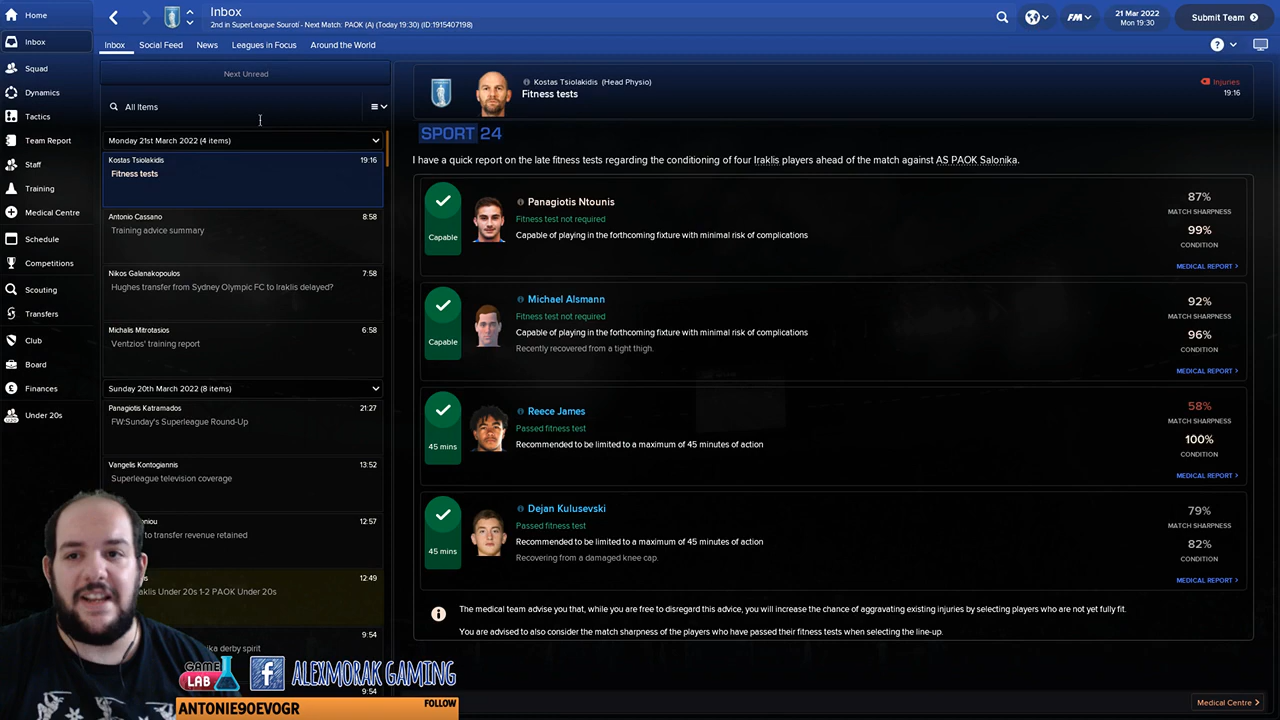 Home
Inbox
Squad
Dynamics
Tactics
Team Report
Staff
Training
Medical Centre
Schedule
Competitions
Scouting
Transfers
Club
Board
Finances
Under 20s
Inbox
2nd in SuperLeague Sourotí - Next Match: PAOK (A) (Today 19:30) (ID:1915407198)
FM
21 Mar 2022
Mon 19:30
Submit Team
Inbox
Social Feed
News
Leagues in Focus
Around the World
Next Unread
All Items
Monday 21st March 2022 (4 items)
Kostas Tsiolakidis 19:16
Fitness tests
Antonio Cassano 8:58
Training advice summary
Nikos Galanakopoulos 7:58
Hughes transfer from Sydney Olympic FC to Iraklis delayed?
Michalis Mitrotasios 6:58
Ventzios' training report
Sunday 20th March 2022 (8 items)
Panagiotis Katramados 21:27
FW:Sunday's Superleague Round-Up
Vangelis Kontogiannis 13:52
Superleague television coverage
12:57
to transfer revenue retained
12:49
Under 20s 1-2 PAOK Under 20s
9:54
derby spirit
9:54
Kostas Tsiolakidis (Head Physio)
Fitness tests
Injuries
19:16
SPORT 24
I have a quick report on the late fitness tests regarding the conditioning of four Iraklis players ahead of the match against AS PAOK Salonika.
Capable
Panagiotis Ntounis
Fitness test not required
Capable of playing in the forthcoming fixture with minimal risk of complications
87%
MATCH SHARPNESS
99%
CONDITION
MEDICAL REPORT >
Capable
Michael Alsmann
Fitness test not required
Capable of playing in the forthcoming fixture with minimal risk of complications
Recently recovered from a tight thigh.
92%
MATCH SHARPNESS
96%
CONDITION
MEDICAL REPORT >
45 mins
Reece James
Passed fitness test
Recommended to be limited to a maximum of 45 minutes of action
58%
MATCH SHARPNESS
100%
CONDITION
MEDICAL REPORT >
45 mins
Dejan Kulusevski
Passed fitness test
Recommended to be limited to a maximum of 45 minutes of action
Recovering from a damaged knee cap.
79%
MATCH SHARPNESS
82%
CONDITION
MEDICAL REPORT >
The medical team advise you that, while you are free to disregard this advice, you will increase the chance of aggravating existing injuries by selecting players who are not yet fully fit.
You are advised to also consider the match sharpness of the players who have passed their fitness tests when selecting the line-up.
Medical Centre >
GAME LAB
ALEXMORAK GAMING
ANTONIE90EVOGR
FOLLOW